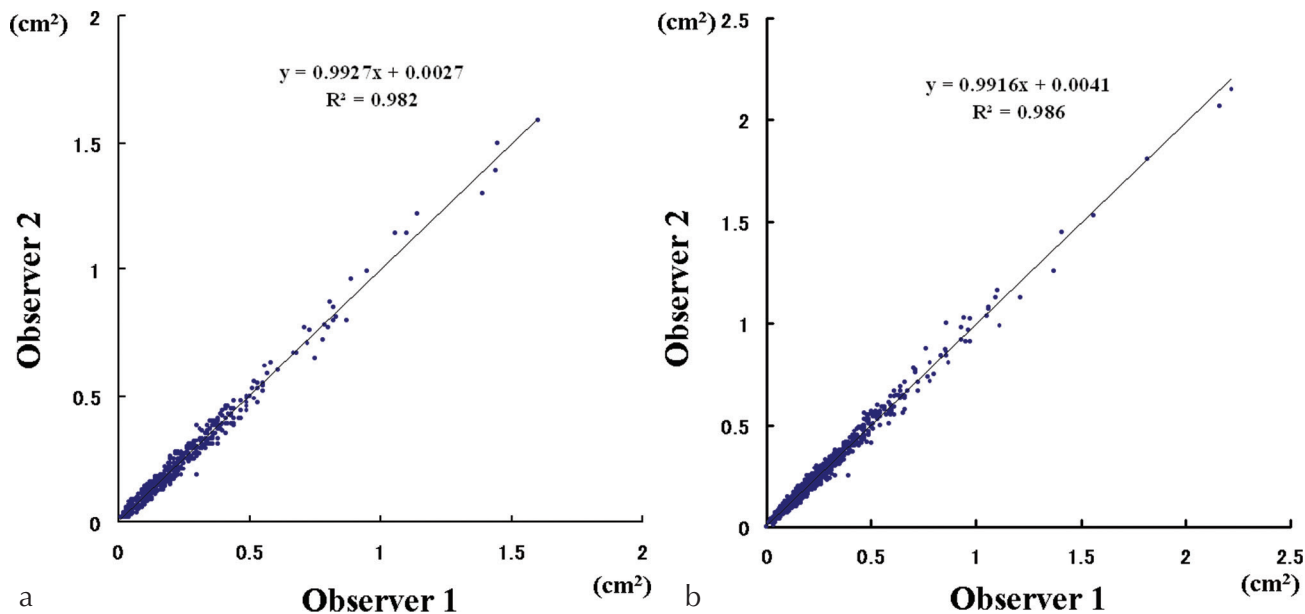 (cm²)
2
1.5
1
0.5
0
Observer 2
y = 0.9927x + 0.0027
R² = 0.982
0 0.5 1 1.5 2
(cm²)
Observer 1
a
(cm²)
2.5
2
1.5
1
0.5
0
Observer 2
y = 0.9916x + 0.0041
R² = 0.986
0 0.5 1 1.5 2 2.5
(cm²)
Observer 1
b